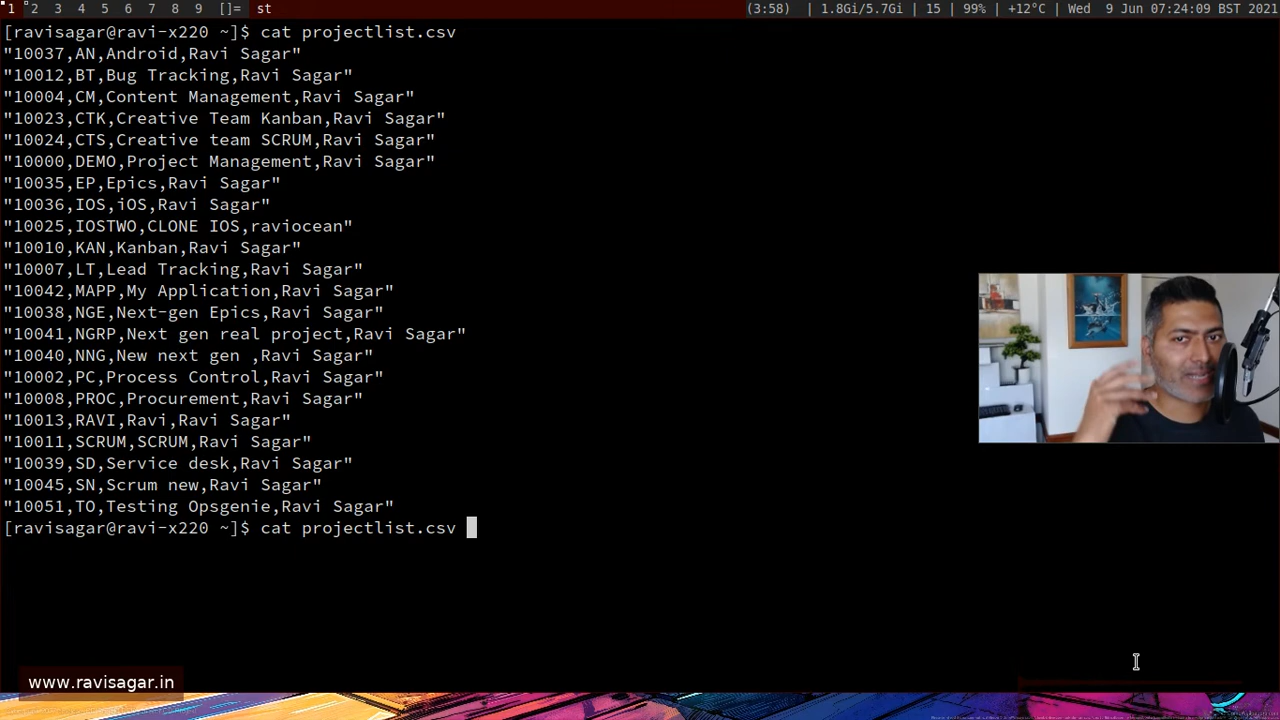 1 2 3 4 5 6 7 8 9 []= st (3:58) | 1.8Gi/5.7Gi | 15 | 99% | +12°C | Wed 9 Jun 07:24:09 BST 2021
[ravisagar@ravi-x220 ~]$ cat projectlist.csv
"10037,AN,Android,Ravi Sagar"
"10012,BT,Bug Tracking,Ravi Sagar"
"10004,CM,Content Management,Ravi Sagar"
"10023,CTK,Creative Team Kanban,Ravi Sagar"
"10024,CTS,Creative team SCRUM,Ravi Sagar"
"10000,DEMO,Project Management,Ravi Sagar"
"10035,EP,Epics,Ravi Sagar"
"10036,IOS,iOS,Ravi Sagar"
"10025,IOSTWO,CLONE IOS,raviocean"
"10010,KAN,Kanban,Ravi Sagar"
"10007,LT,Lead Tracking,Ravi Sagar"
"10042,MAPP,My Application,Ravi Sagar"
"10038,NGE,Next-gen Epics,Ravi Sagar"
"10041,NGRP,Next gen real project,Ravi Sagar"
"10040,NNG,New next gen ,Ravi Sagar"
"10002,PC,Process Control,Ravi Sagar"
"10008,PROC,Procurement,Ravi Sagar"
"10013,RAVI,Ravi,Ravi Sagar"
"10011,SCRUM,SCRUM,Ravi Sagar"
"10039,SD,Service desk,Ravi Sagar"
"10045,SN,Scrum new,Ravi Sagar"
"10051,TO,Testing Opsgenie,Ravi Sagar"
[ravisagar@ravi-x220 ~]$ cat projectlist.csv
www.ravisagar.in